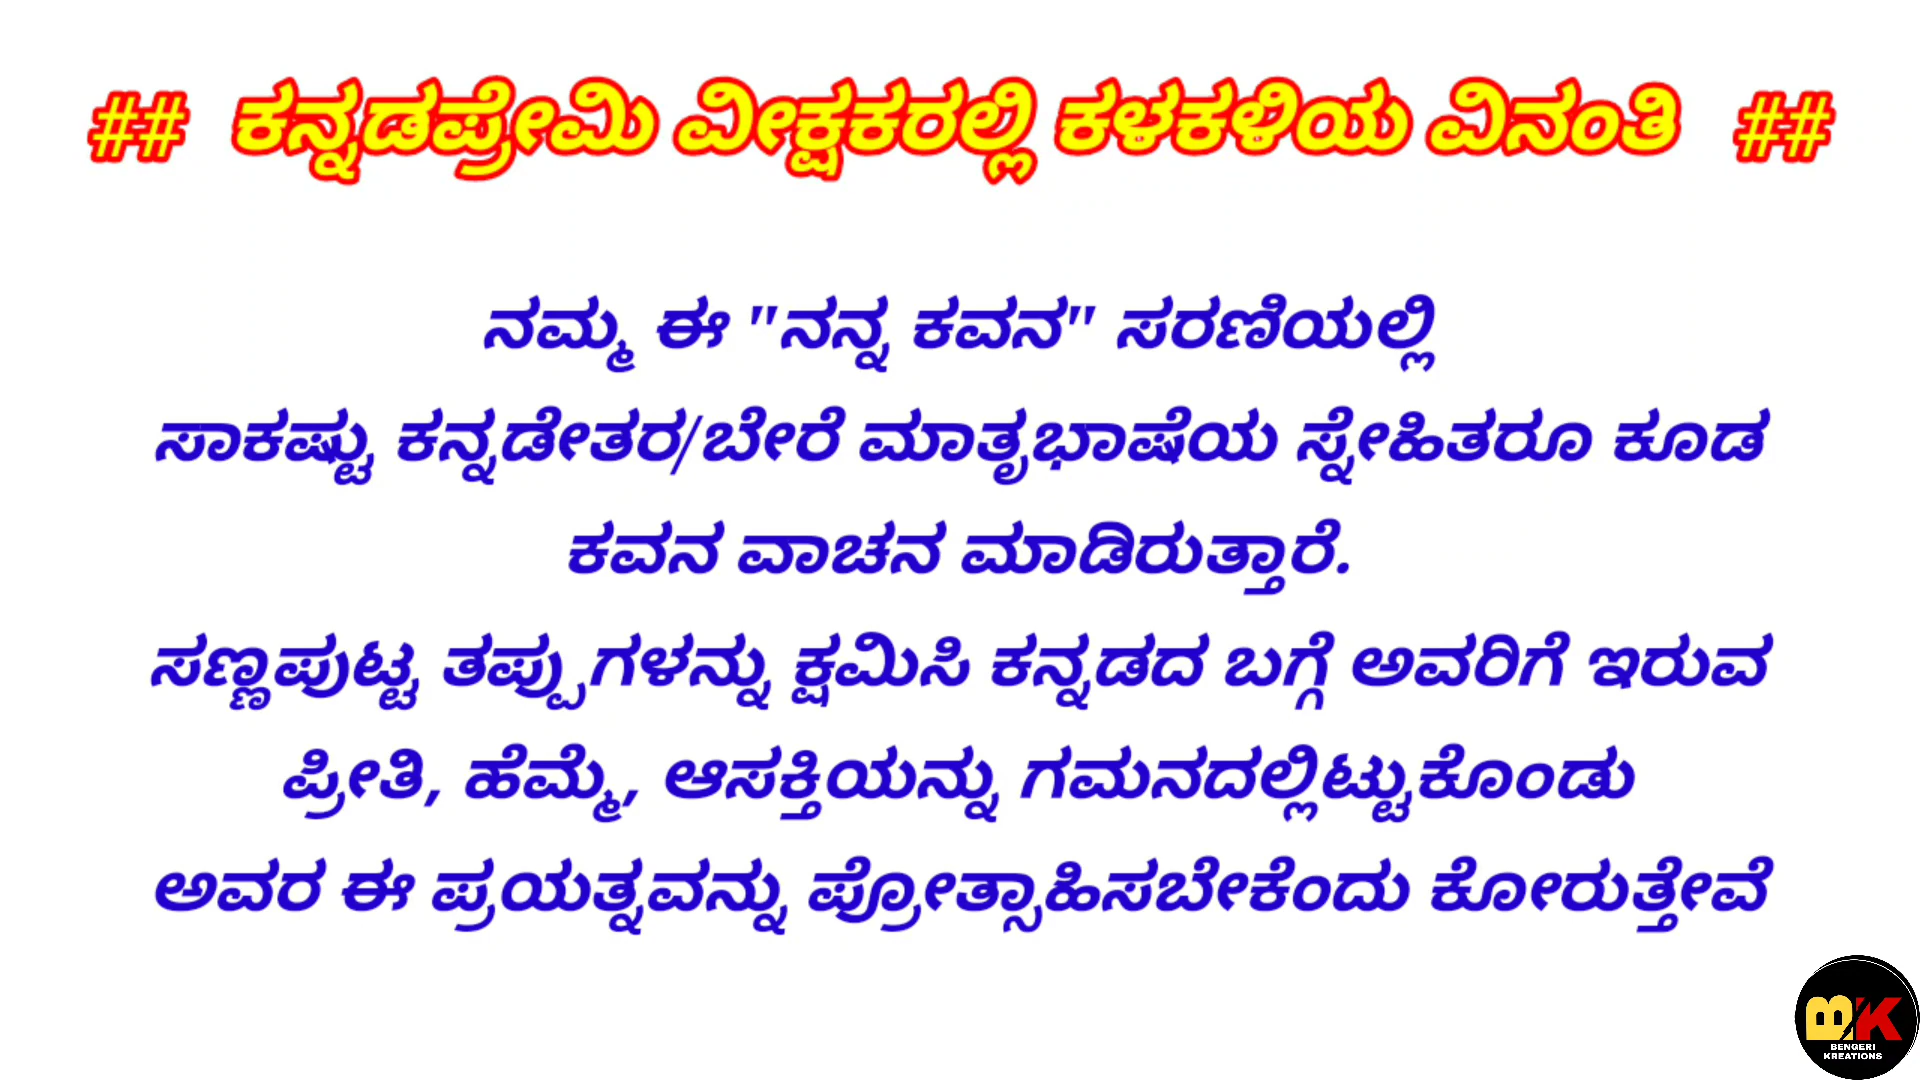 ## ಕನ್ನಡಪ್ರೇಮಿ ವೀಕ್ಷಕರಲ್ಲಿ ಕಳಕಳಿಯ ವಿನಂತಿ ##
ನಮ್ಮ ಈ "ನನ್ನ ಕವನ" ಸರಣಿಯಲ್ಲಿ
ಸಾಕಷ್ಟು ಕನ್ನಡೇತರ/ಬೇರೆ ಮಾತೃಭಾಷೆಯ ಸ್ನೇಹಿತರೂ ಕೂಡ
ಕವನ ವಾಚನ ಮಾಡಿರುತ್ತಾರೆ.
ಸಣ್ಣಪುಟ್ಟ ತಪ್ಪುಗಳನ್ನು ಕ್ಷಮಿಸಿ ಕನ್ನಡದ ಬಗ್ಗೆ ಅವರಿಗೆ ಇರುವ
ಪ್ರೀತಿ, ಹೆಮ್ಮೆ, ಆಸಕ್ತಿಯನ್ನು ಗಮನದಲ್ಲಿಟ್ಟುಕೊಂಡು
ಅವರ ಈ ಪ್ರಯತ್ನವನ್ನು ಪ್ರೋತ್ಸಾಹಿಸಬೇಕೆಂದು ಕೋರುತ್ತೇವೆ
BK
BENGERI
KREATIONS